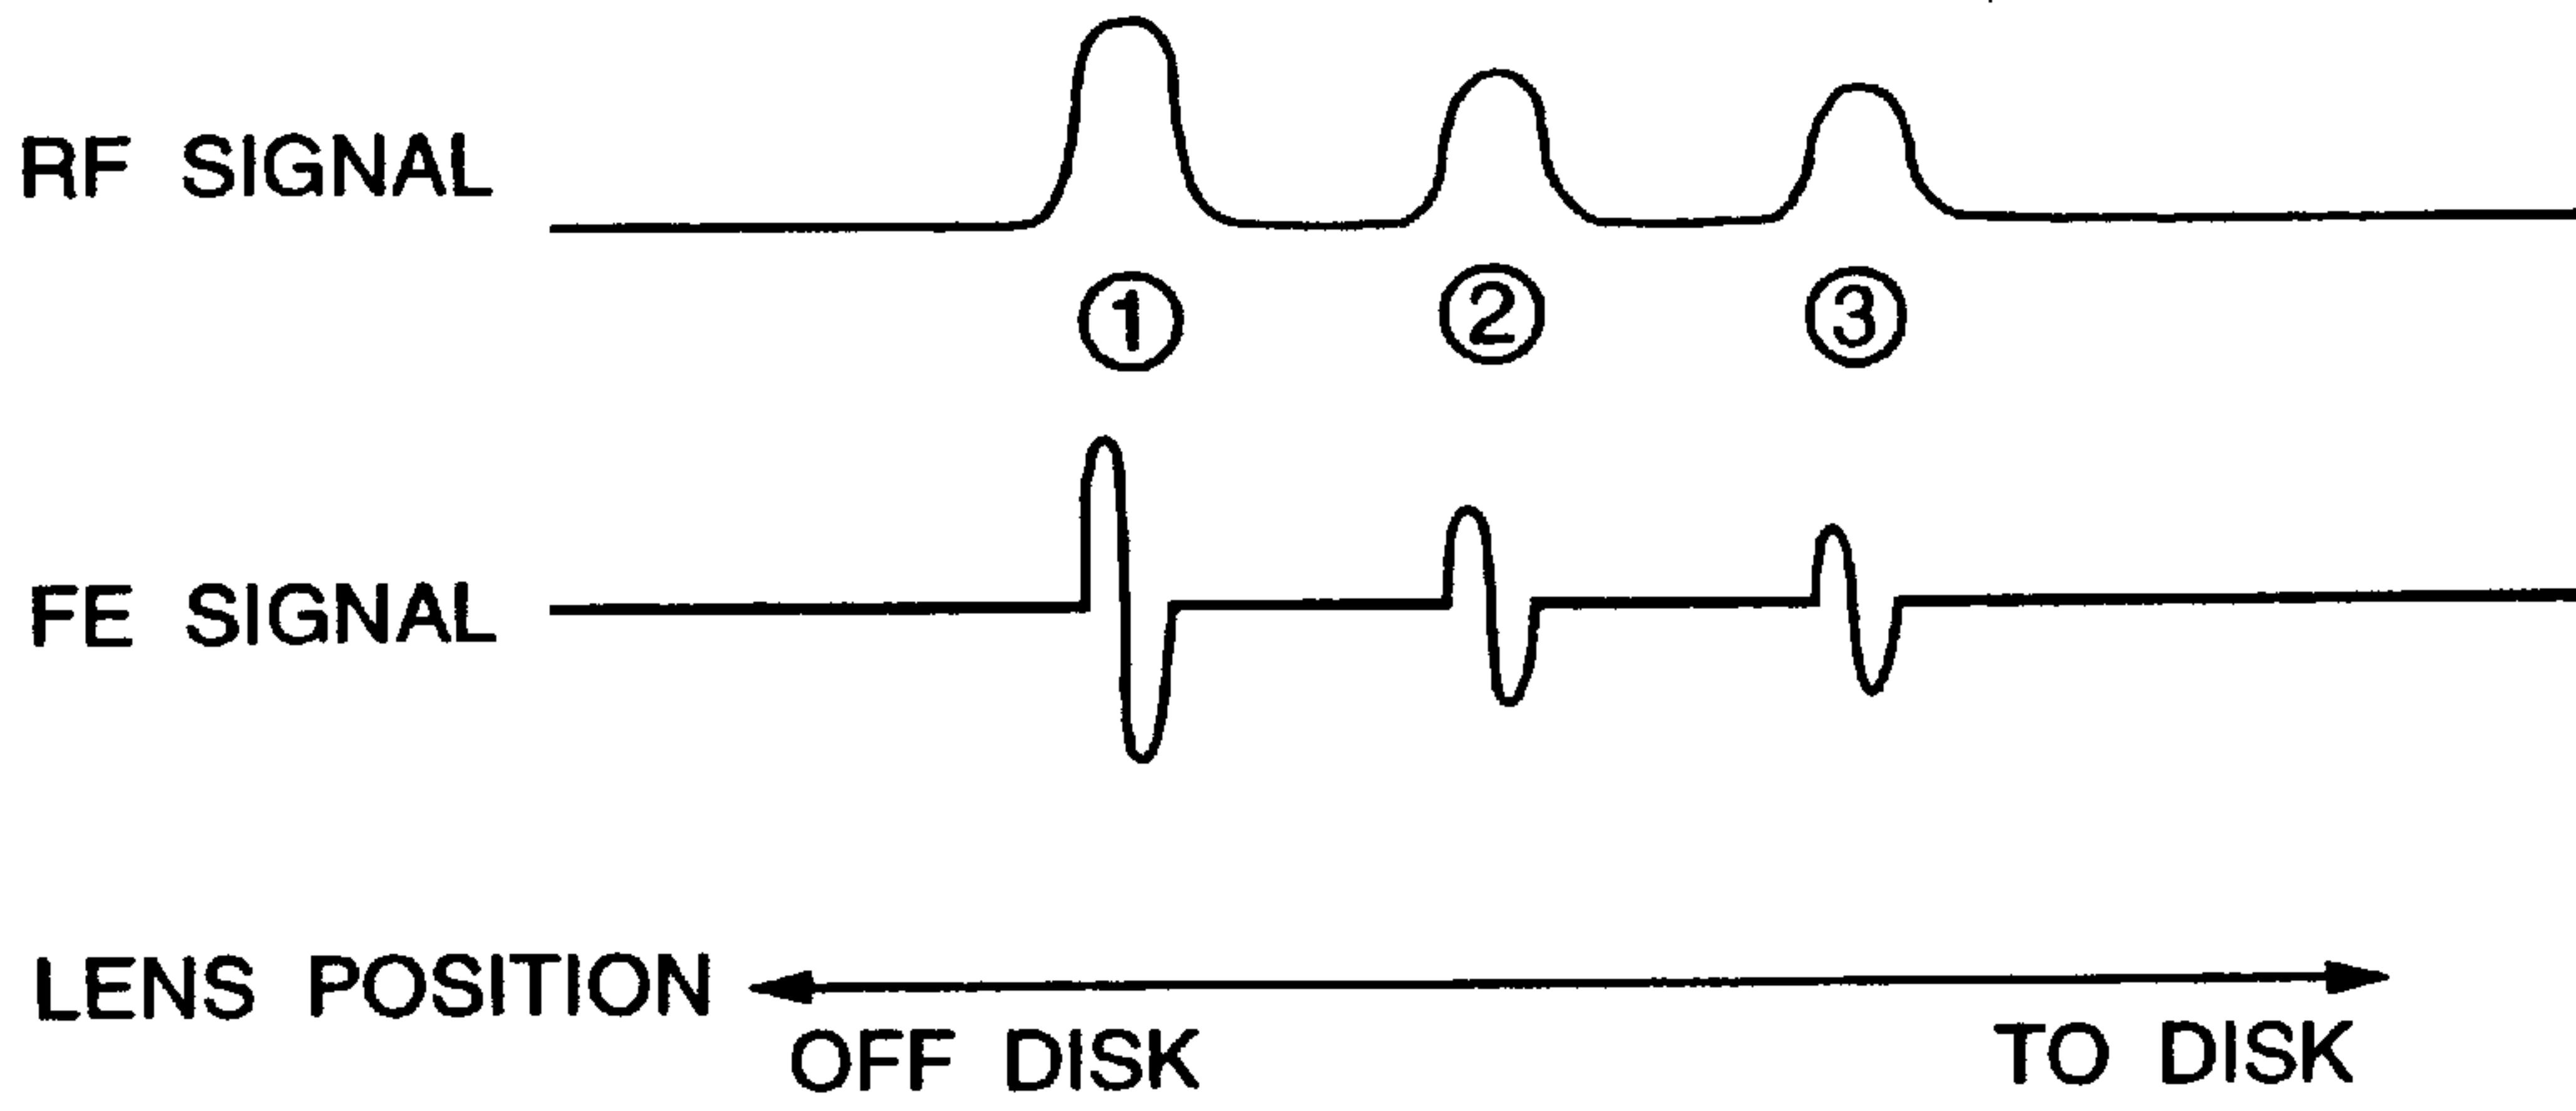 RF SIGNAL
① ② ③
FE SIGNAL
LENS POSITION
OFF DISK TO DISK